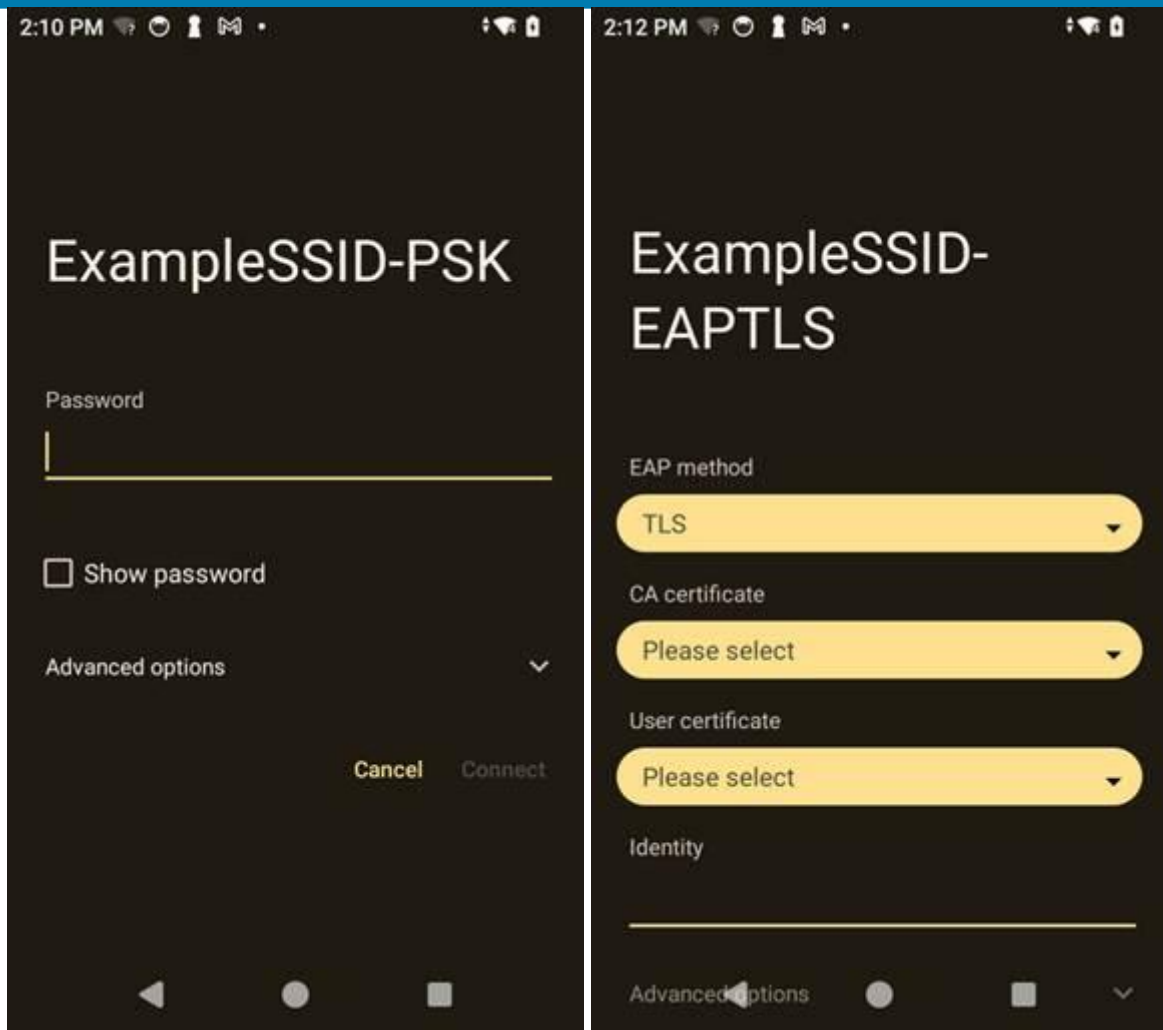 2:10 PM
ExampleSSID-PSK
Password
Show password
Advanced options
Cancel Connect
2:12 PM
ExampleSSID-
EAPTLS
EAP method
TLS
CA certificate
Please select
User certificate
Please select
Identity
Advanced options